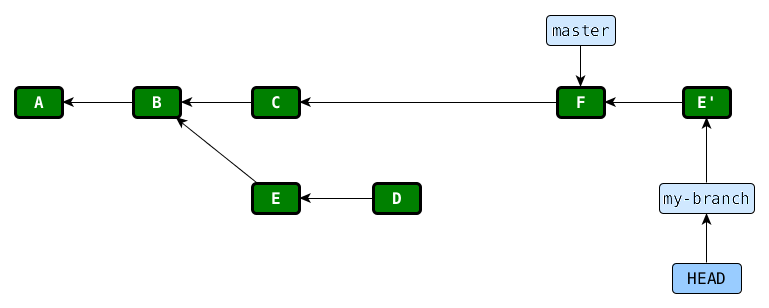 master
A B C F E'
E D my-branch
HEAD